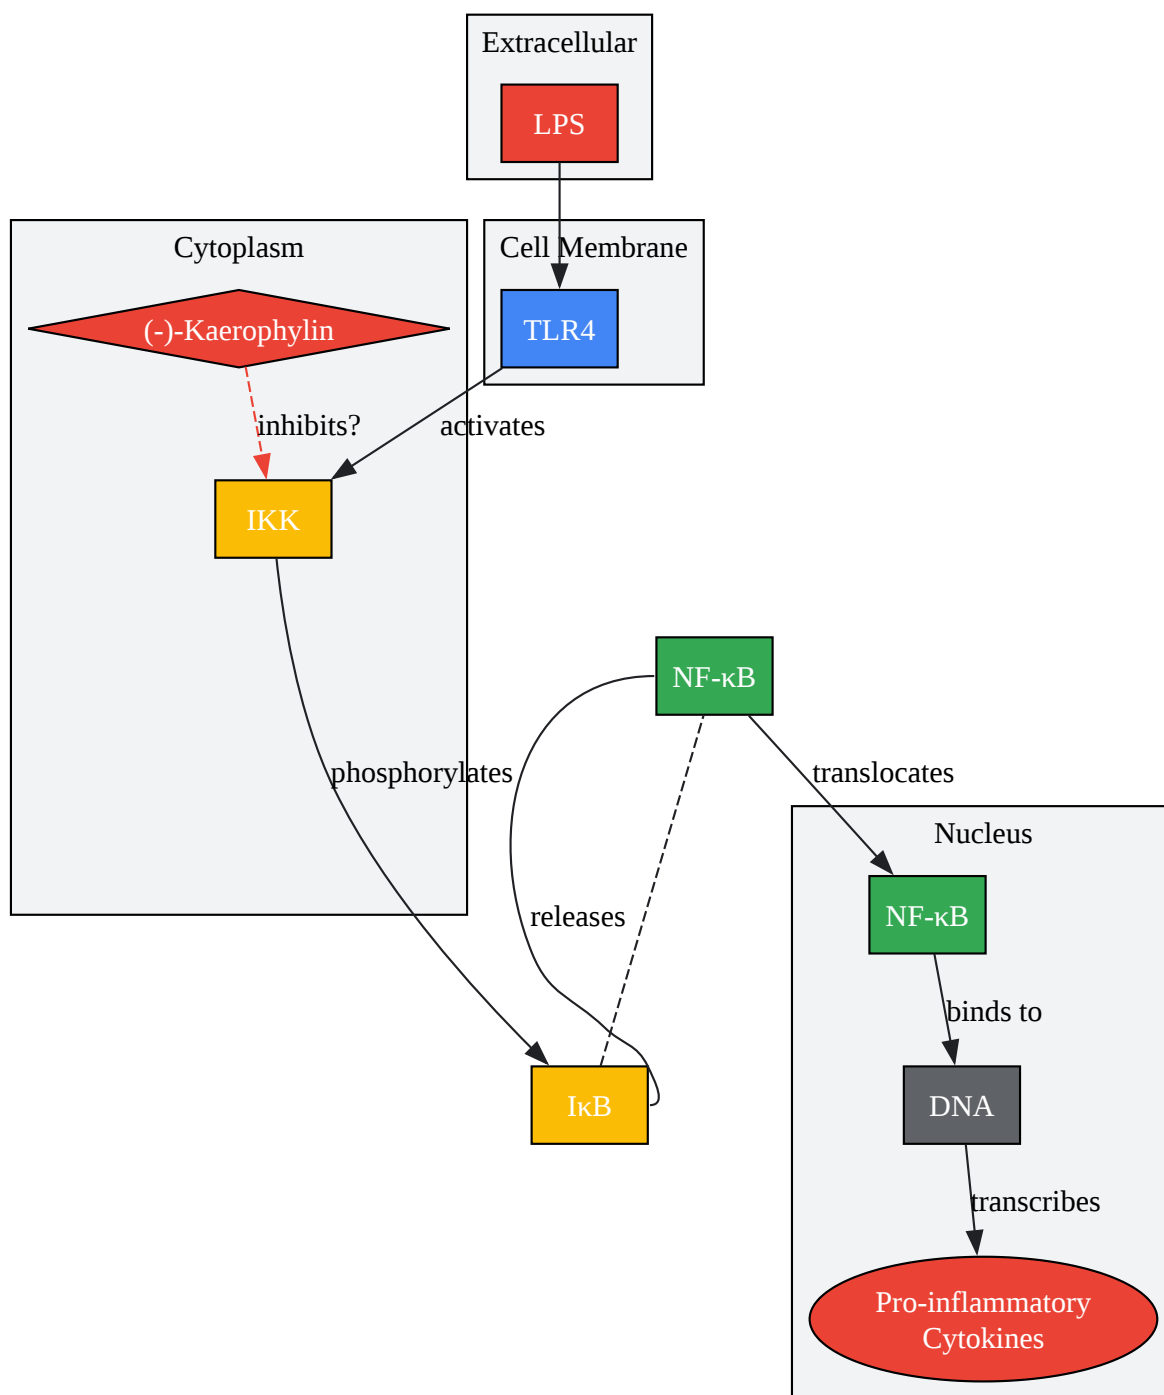 Extracellular
LPS
Cytoplasm
Cell Membrane
(-)-Kaerophylin
TLR4
inhibits?
activates
IKK
NF-κB
phosphorylates
translocates
Nucleus
NF-κB
releases
binds to
IκB
DNA
transcribes
Pro-inflammatory
Cytokines